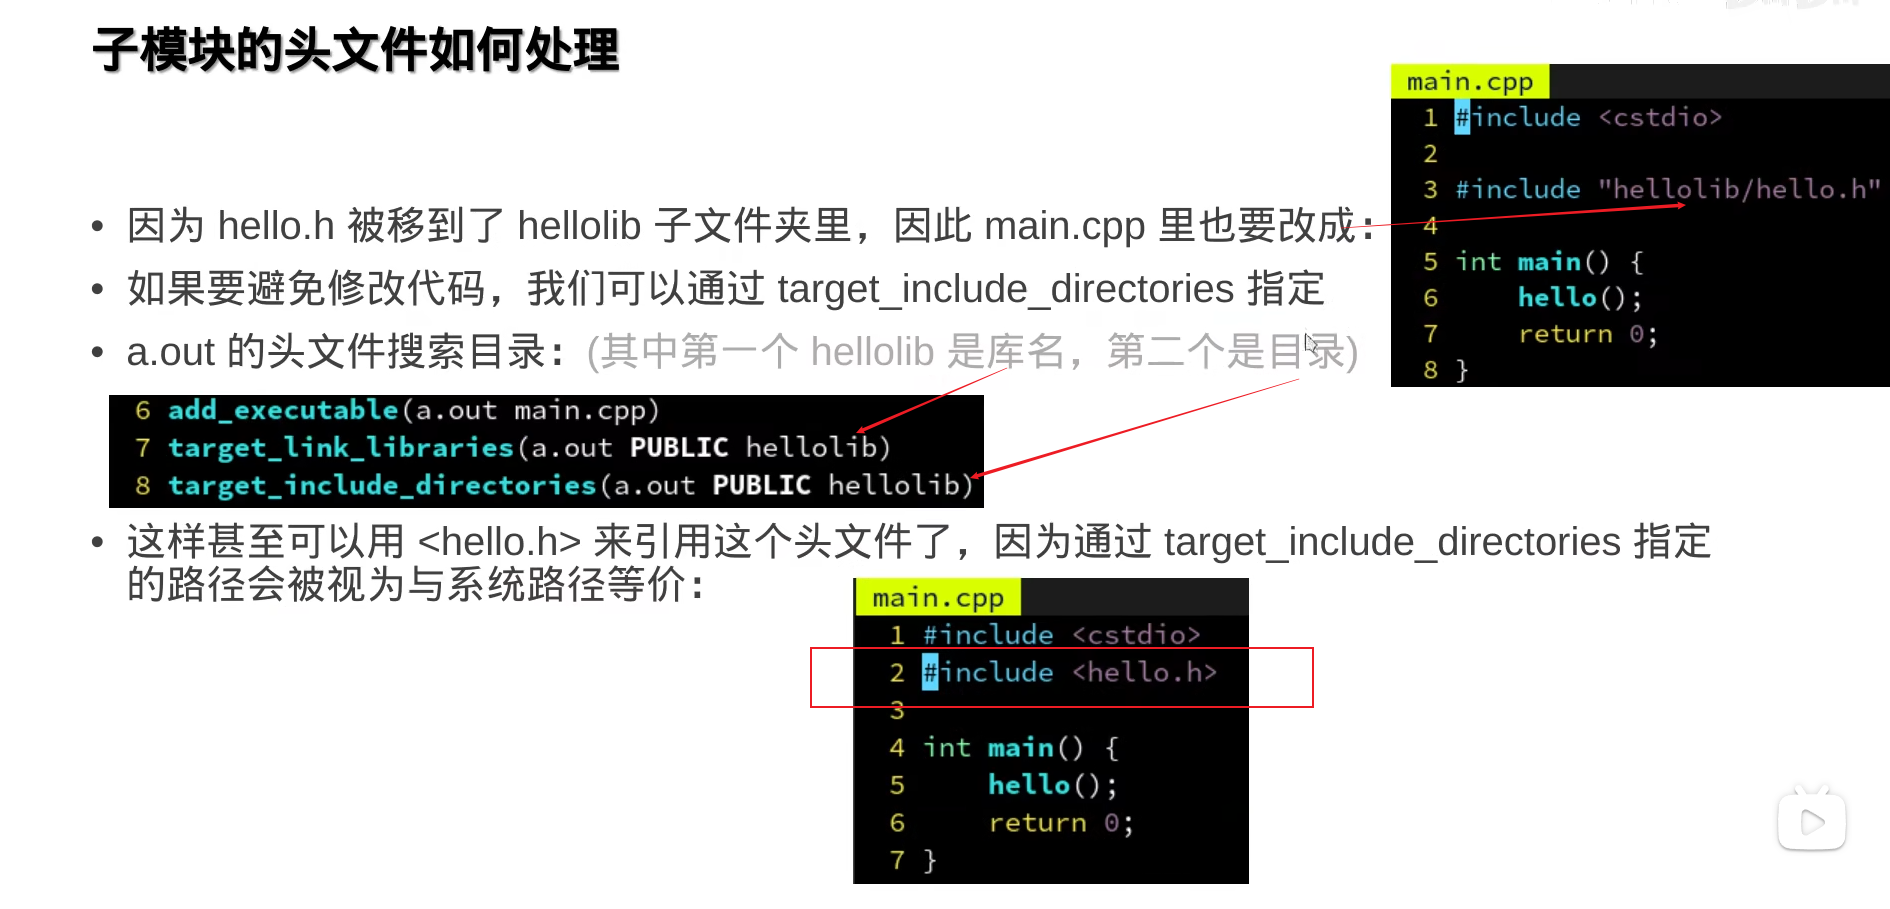 子模块的头文件如何处理
main.cpp
1 #include <cstdio>
2
3 #include "hellolib/hello.h"
4
5 int main() {
6     hello();
7     return 0;
8 }
• 因为 hello.h 被移到了 hellolib 子文件夹里，因此 main.cpp 里也要改成：
• 如果要避免修改代码，我们可以通过 target_include_directories 指定
• a.out 的头文件搜索目录：(其中第一个 hellolib 是库名，第二个是目录)
6 add_executable(a.out main.cpp)
7 target_link_libraries(a.out PUBLIC hellolib)
8 target_include_directories(a.out PUBLIC hellolib)
• 这样甚至可以用 <hello.h> 来引用这个头文件了，因为通过 target_include_directories 指定
的路径会被视为与系统路径等价：
main.cpp
1 #include <cstdio>
2 #include <hello.h>
3
4 int main() {
5     hello();
6     return 0;
7 }